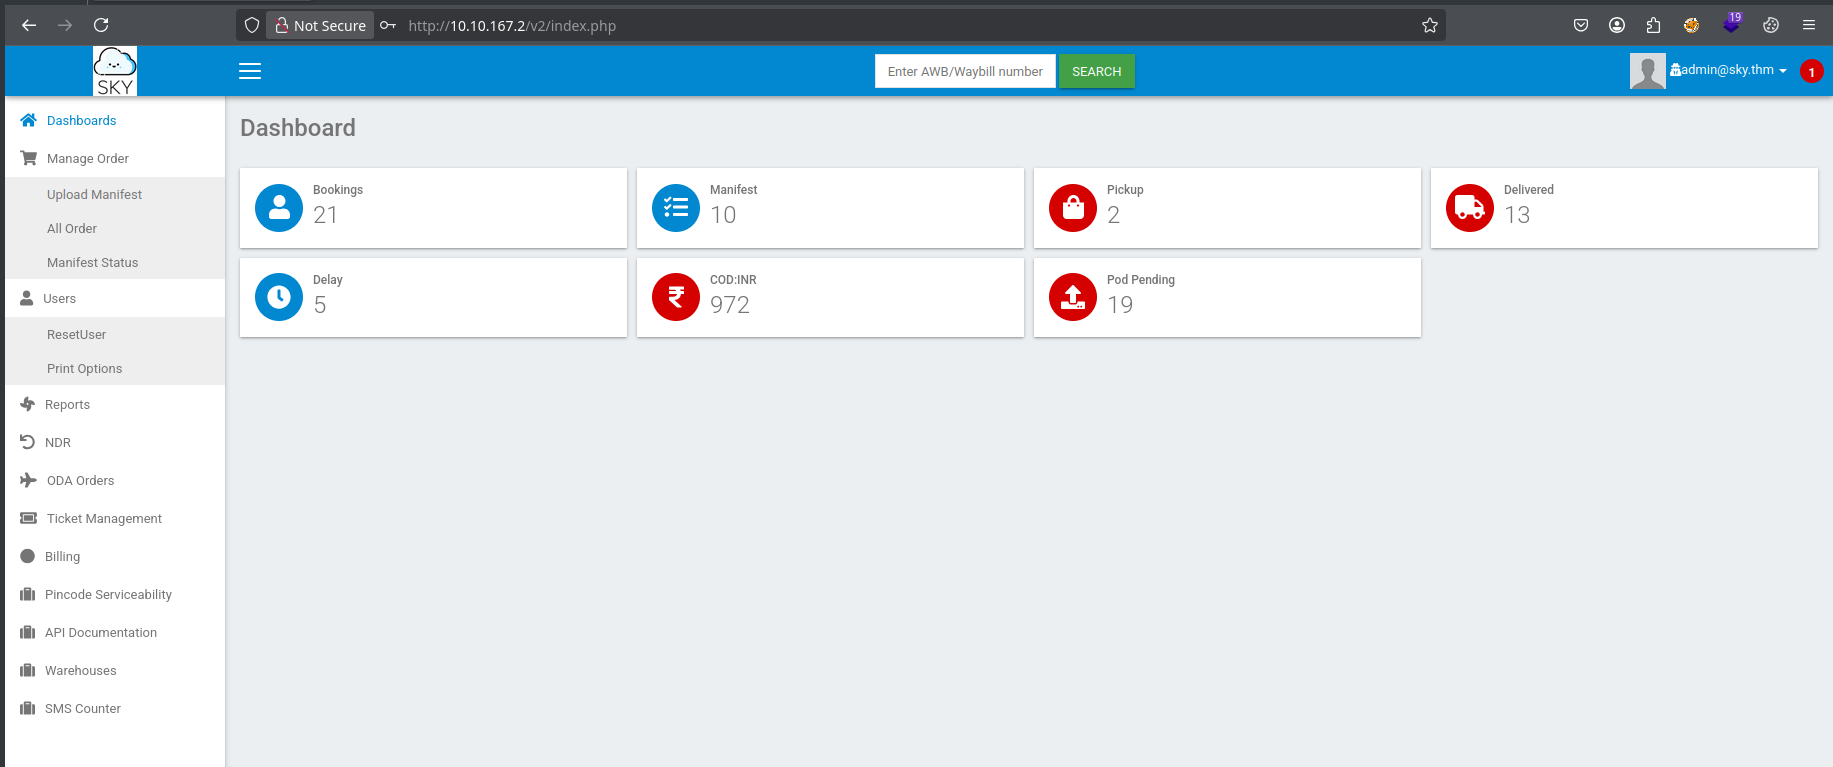 Not Secure
http://10.10.167.2/v2/index.php
19
SKY
Enter AWB/Waybill number
SEARCH
admin@sky.thm
1
Dashboards
Manage Order
Upload Manifest
All Order
Manifest Status
Users
ResetUser
Print Options
Reports
NDR
ODA Orders
Ticket Management
Billing
Pincode Serviceability
API Documentation
Warehouses
SMS Counter
Dashboard
Bookings
21
Manifest
10
Pickup
2
Delivered
13
Delay
5
COD:INR
972
Pod Pending
19